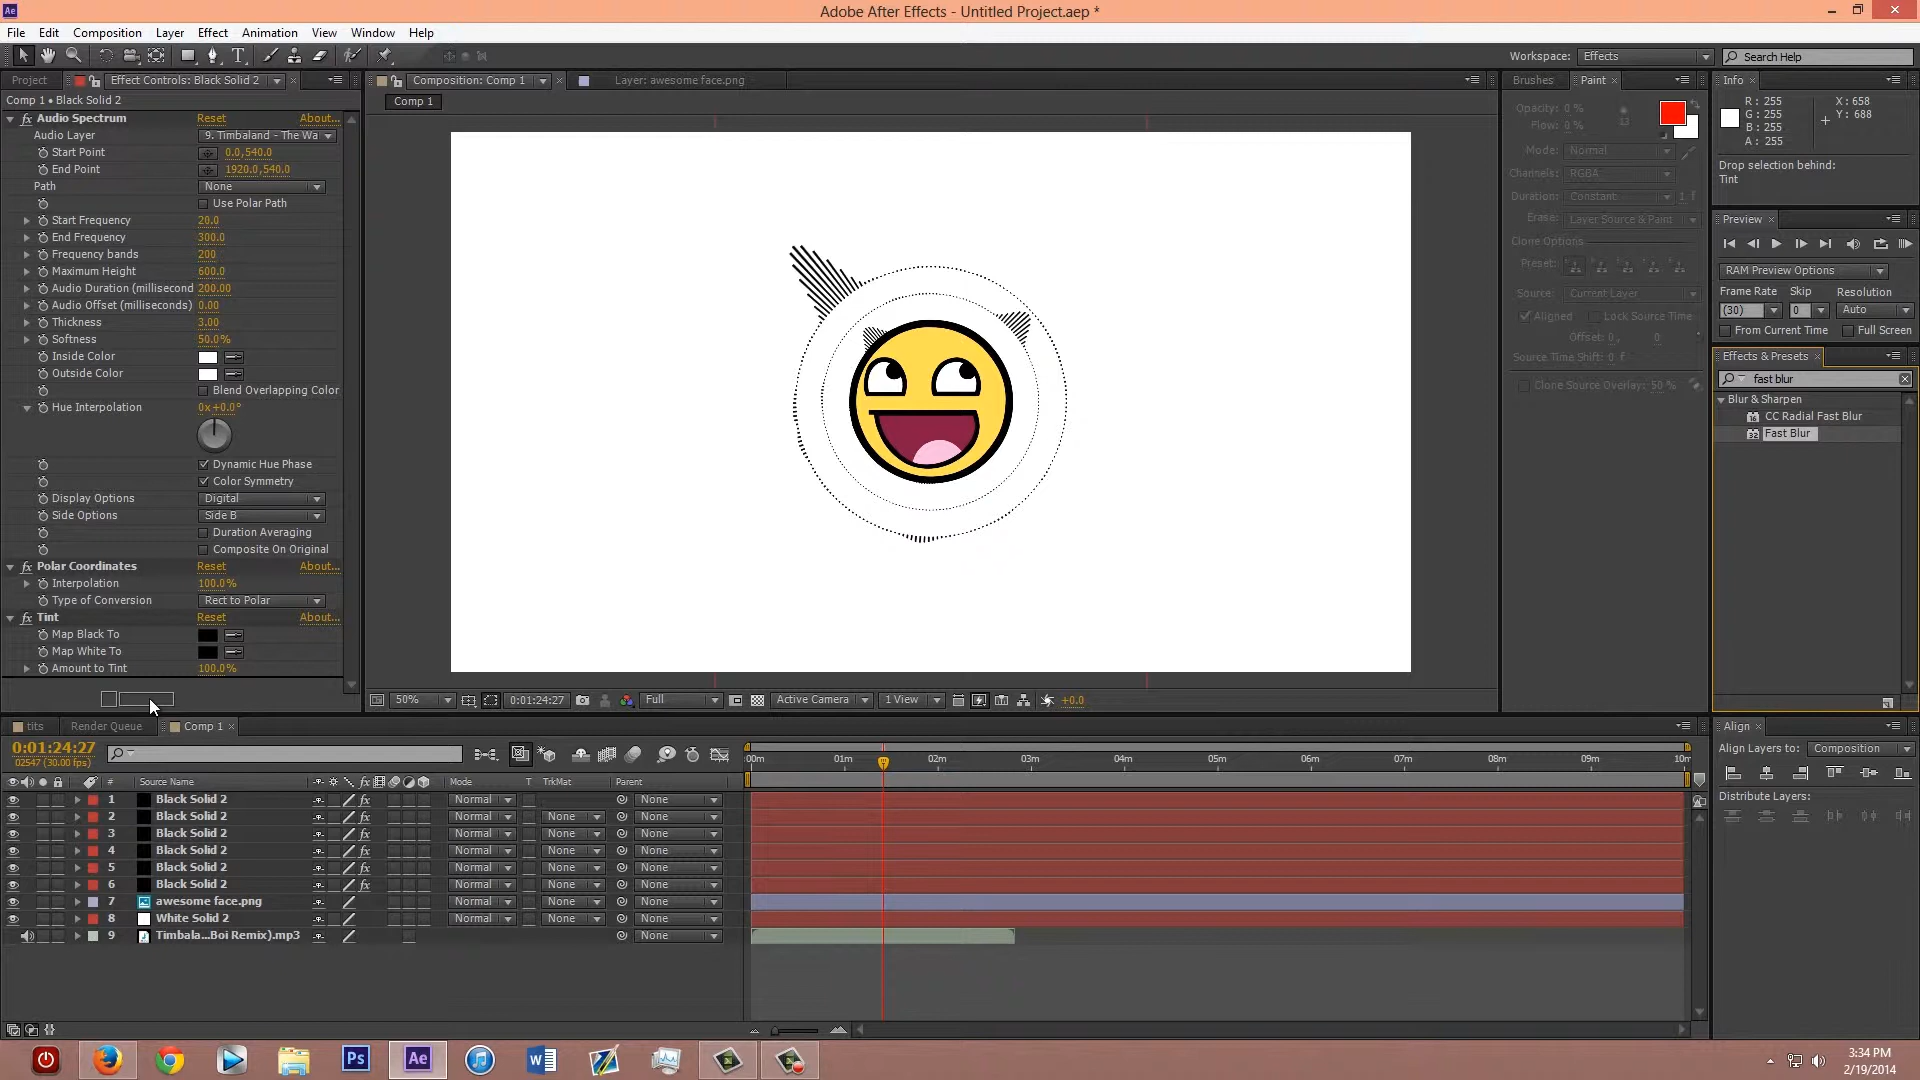 Adobe After Effects - Untitled Project.aep *
File Edit Composition Layer Effect Animation View Window Help
Workspace: Effects Search Help
Project Effect Controls: Black Solid 2 Composition: Comp 1 Layer: awesome face.png Brushes Paint Info
Comp 1 • Black Solid 2
Comp 1
Audio Spectrum Reset About...
Audio Layer 9. Timbaland - The Wa
Start Point 0.0,540.0
End Point 1920.0,540.0
Path None
Use Polar Path
Start Frequency 20.0
End Frequency 300.0
Frequency bands 200
Maximum Height 600.0
Audio Duration (millisecond 200.00
Audio Offset (milliseconds) 0.00
Thickness 3.00
Softness 50.0%
Inside Color
Outside Color
Blend Overlapping Color
Hue Interpolation 0x+0.0°
Dynamic Hue Phase
Color Symmetry
Display Options Digital
Side Options Side B
Duration Averaging
Composite On Original
Polar Coordinates Reset About...
Interpolation 100.0%
Type of Conversion Rect to Polar
Tint Reset About...
Map Black To
Map White To
Amount to Tint 100.0%
50% 0:01:24:27 Full Active Camera 1 View +0.0
Opacity: 0 %
Flow: 0 %
13
Mode: Normal
Channels: RGBA
Duration: Constant 1 f
Erase: Layer Source & Paint
Clone Options
Preset:
Source: Current Layer
Aligned Lock Source Time
Offset: 0, 0
Source Time Shift: 0 f
Clone Source Overlay: 50 %
R: 255 X: 658
G: 255 Y: 688
B: 255
A: 255
Drop selection behind:
Tint
Preview
RAM Preview Options
Frame Rate Skip Resolution
(30) 0 Auto
From Current Time Full Screen
Effects & Presets
fast blur
Blur & Sharpen
CC Radial Fast Blur
Fast Blur
tits Render Queue Comp 1
0:01:24:27
02547 (30.00 fps)
:00m 01m 02m 03m 04m 05m 06m 07m 08m 09m 10m
# Source Name fx Mode T TrkMat Parent
1 Black Solid 2 fx Normal None
2 Black Solid 2 fx Normal None None
3 Black Solid 2 fx Normal None None
4 Black Solid 2 fx Normal None None
5 Black Solid 2 fx Normal None None
6 Black Solid 2 fx Normal None None
7 awesome face.png Normal None None
8 White Solid 2 Normal None None
9 Timbala...Boi Remix).mp3 None
Align
Align Layers to: Composition
Distribute Layers:
Ps Ae
3:34 PM
2/19/2014